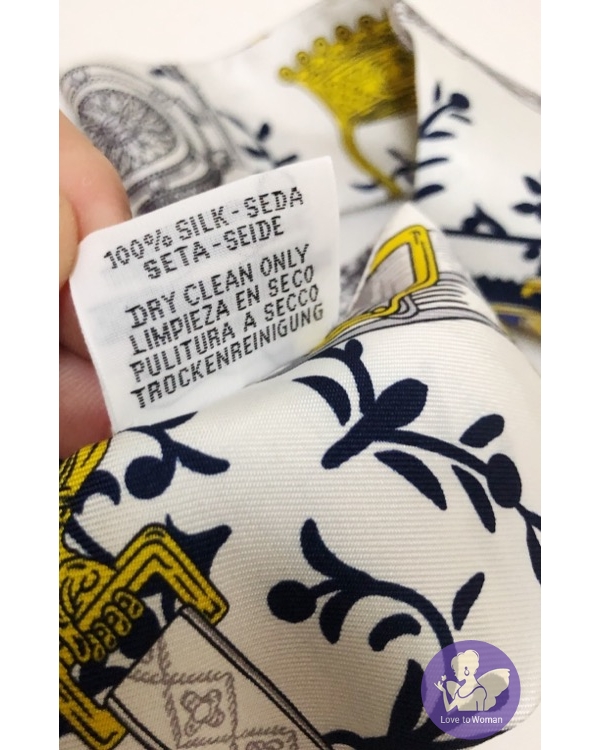 100% SILK-SEDA
SETA-SEIDE
DRY CLEAN ONLY
LIMPIEZA EN SECO
PULITURA A SECCO
TROCKENREINIGUNG
Love to Woman